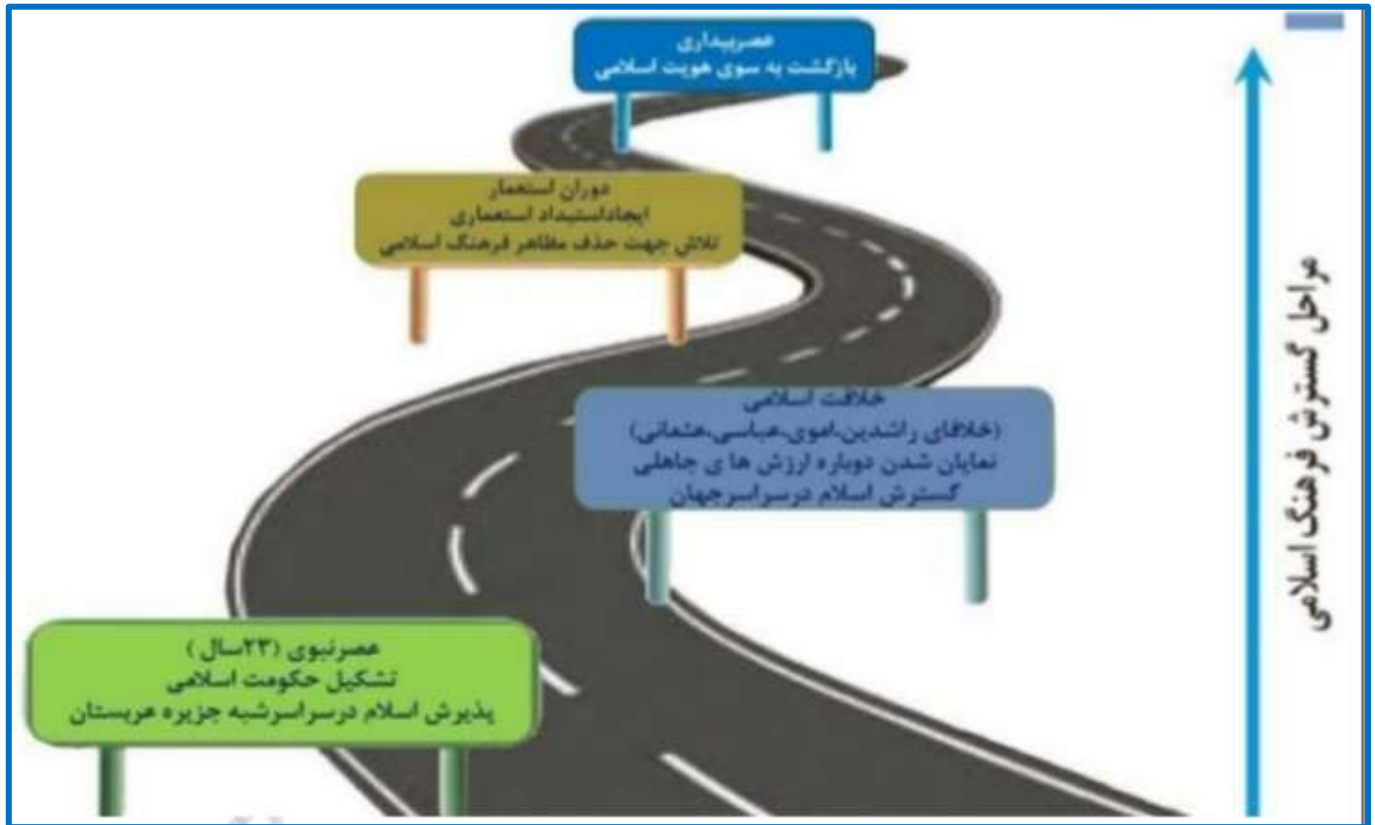 عصربیداری
بازگشت به سوی هویت اسلامی
دوران استعمار
ایجاداستبداد استعماری
تلاش جهت حذف مظاهر فرهنگ اسلامی
خلافت اسلامی
(خلفای راشدین،اموی،عباسی،عثمانی)
نمایان شدن دوباره ارزش ها ی جاهلی
گسترش اسلام درسراسرجهان
عصرنبوی (۲۳سال)
تشکیل حکومت اسلامی
پذیرش اسلام درسراسرشبه جزیره عربستان
مراحل گسترش فرهنگ اسلامی